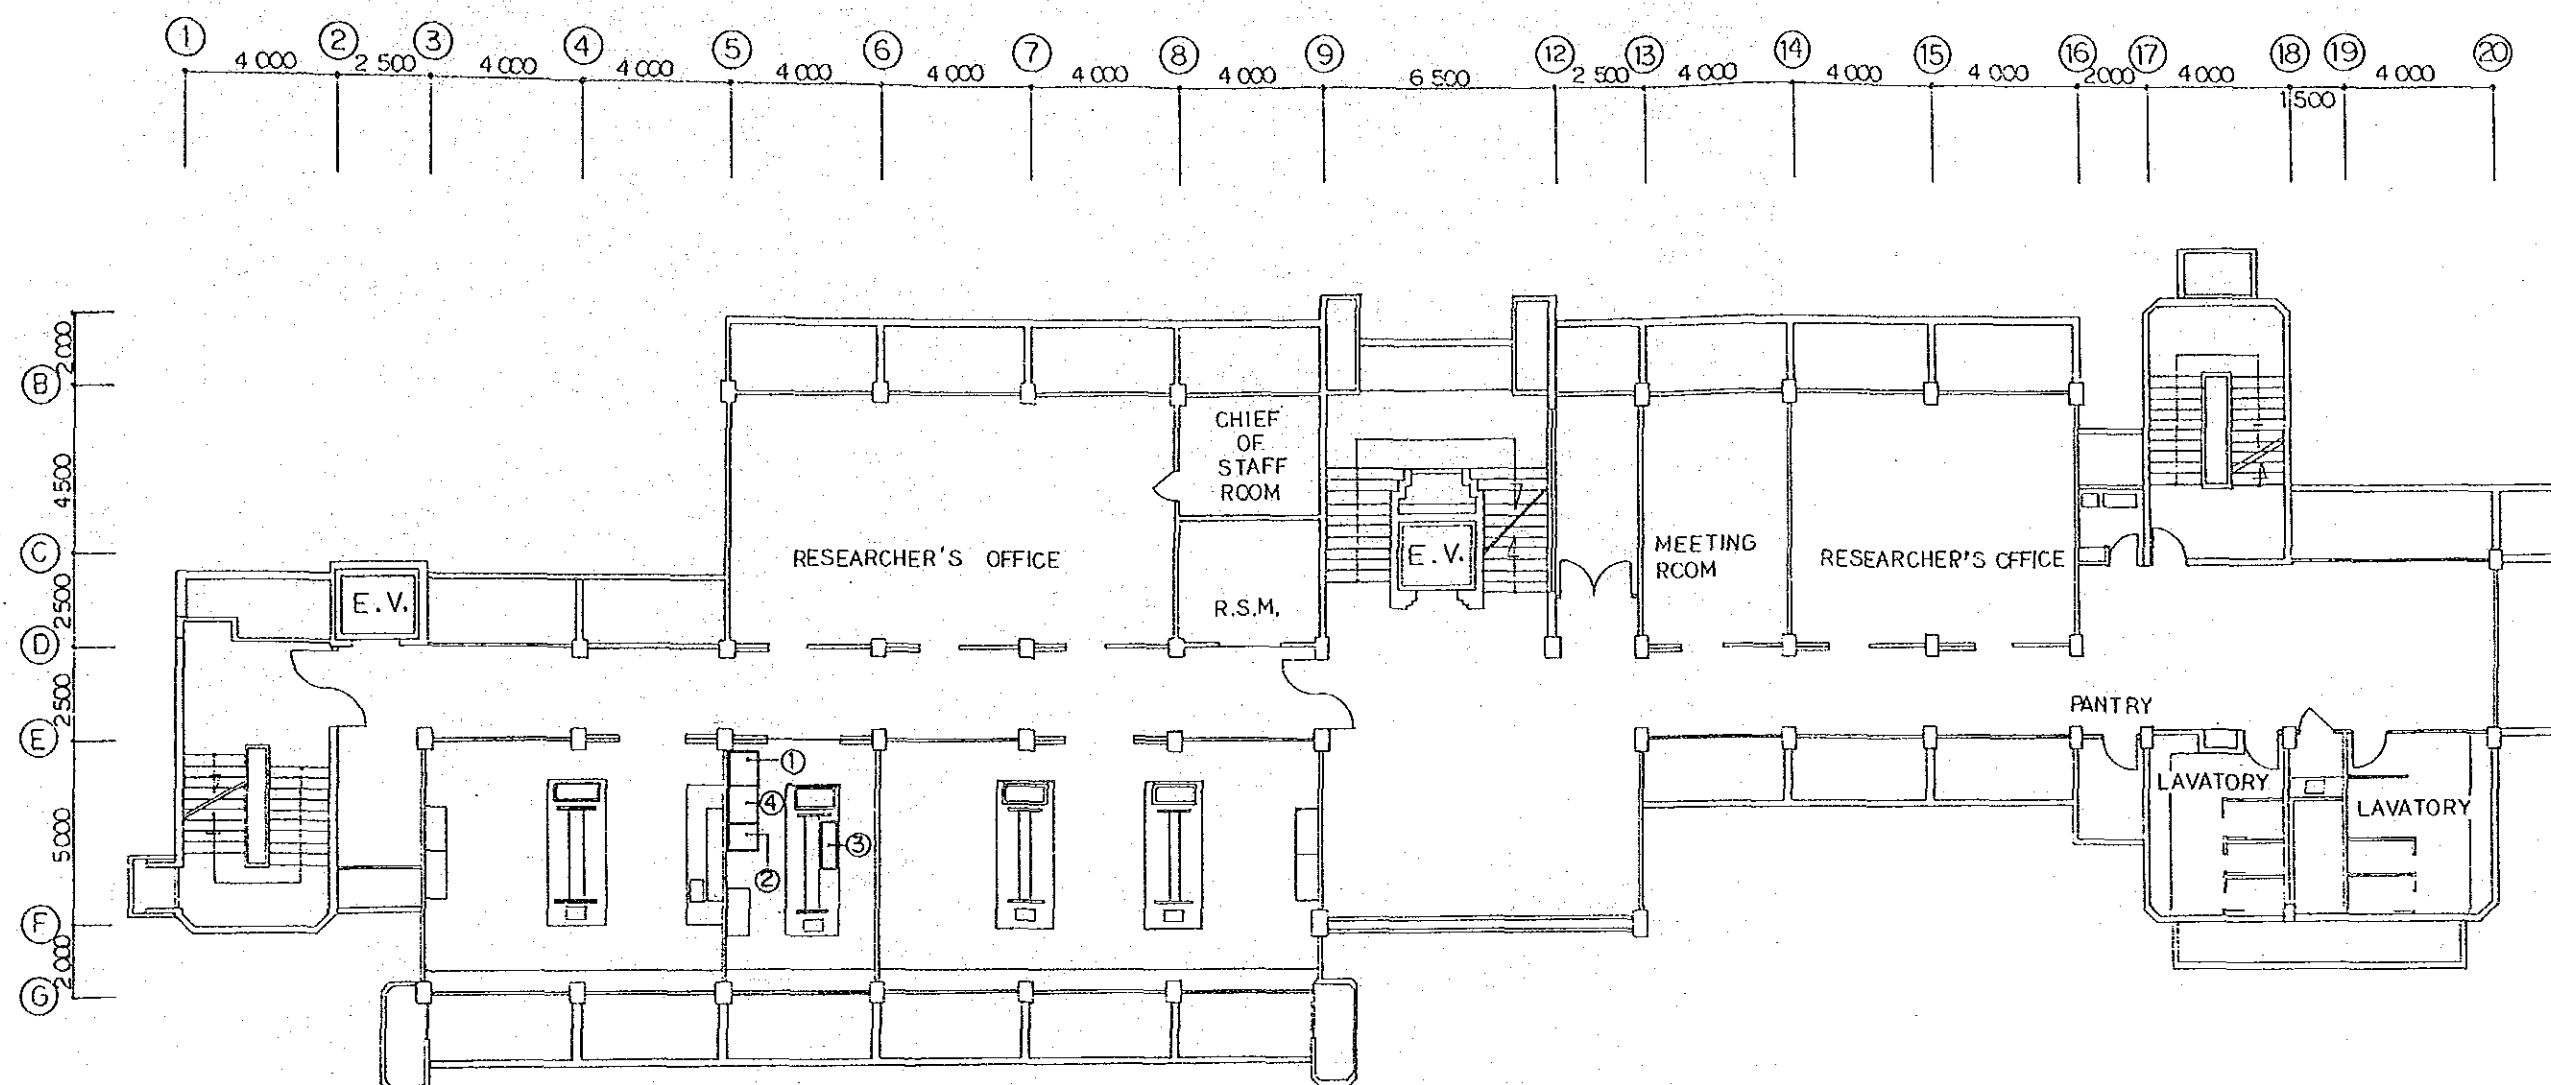 1 2 3 4 5 6 7 8 9 12 13 14 15 16 17 18 19 20
4 000 2 500 4 000 4 000 4 000 4 000 4 000 4 000 6 500 2 500 4 000 4 000 4 000 2000 4 000 1 500 4 000
2 000
B
4 500
C
2 500
D
2 500
E
5 000
F
2 000
G
CHIEF
OF
STAFF
ROOM
RESEARCHER'S OFFICE
R.S.M.
E.V.
E.V.
MEETING
ROOM
RESEARCHER'S OFFICE
PANTRY
LAVATORY
LAVATORY
1
4
3
2